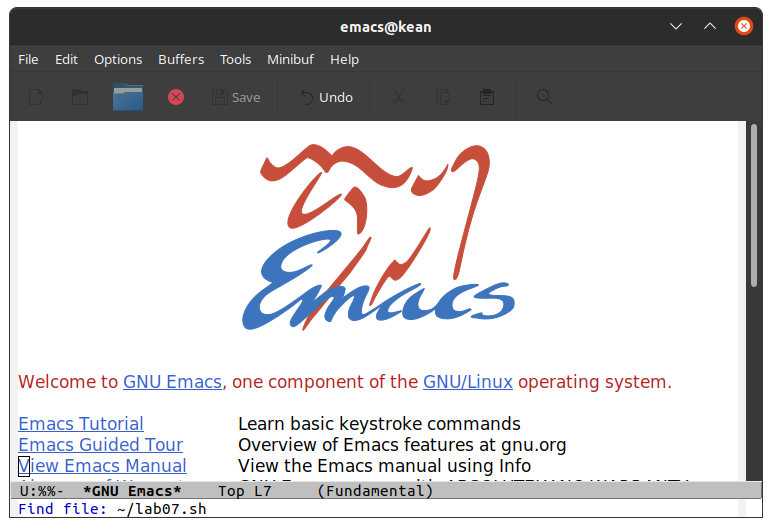 emacs@kean
File Edit Options Buffers Tools Minibuf Help
Save Undo
Emacs
Welcome to GNU Emacs, one component of the GNU/Linux operating system.
Emacs Tutorial Learn basic keystroke commands
Emacs Guided Tour Overview of Emacs features at gnu.org
View Emacs Manual View the Emacs manual using Info
U:%%- *GNU Emacs* Top L7 (Fundamental)
Find file: ~/lab07.sh